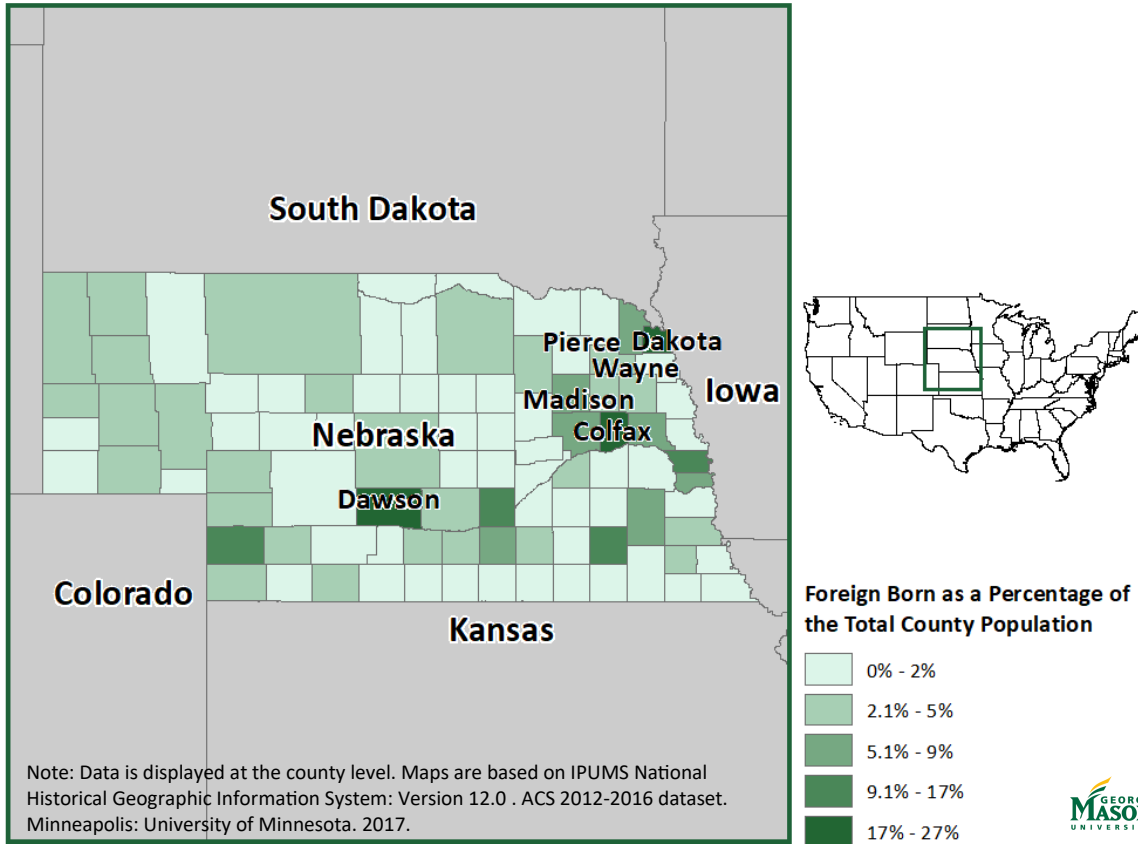 South Dakota
Pierce Dakota
Wayne
Iowa
Madison
Nebraska
Colfax
Dawson
Colorado
Kansas
Note: Data is displayed at the county level. Maps are based on IPUMS National
Historical Geographic Information System: Version 12.0 . ACS 2012-2016 dataset.
Minneapolis: University of Minnesota. 2017.
Foreign Born as a Percentage of
the Total County Population
0% - 2%
2.1% - 5%
5.1% - 9%
9.1% - 17%
17% - 27%
GEORG
MASO
UNIVERSI